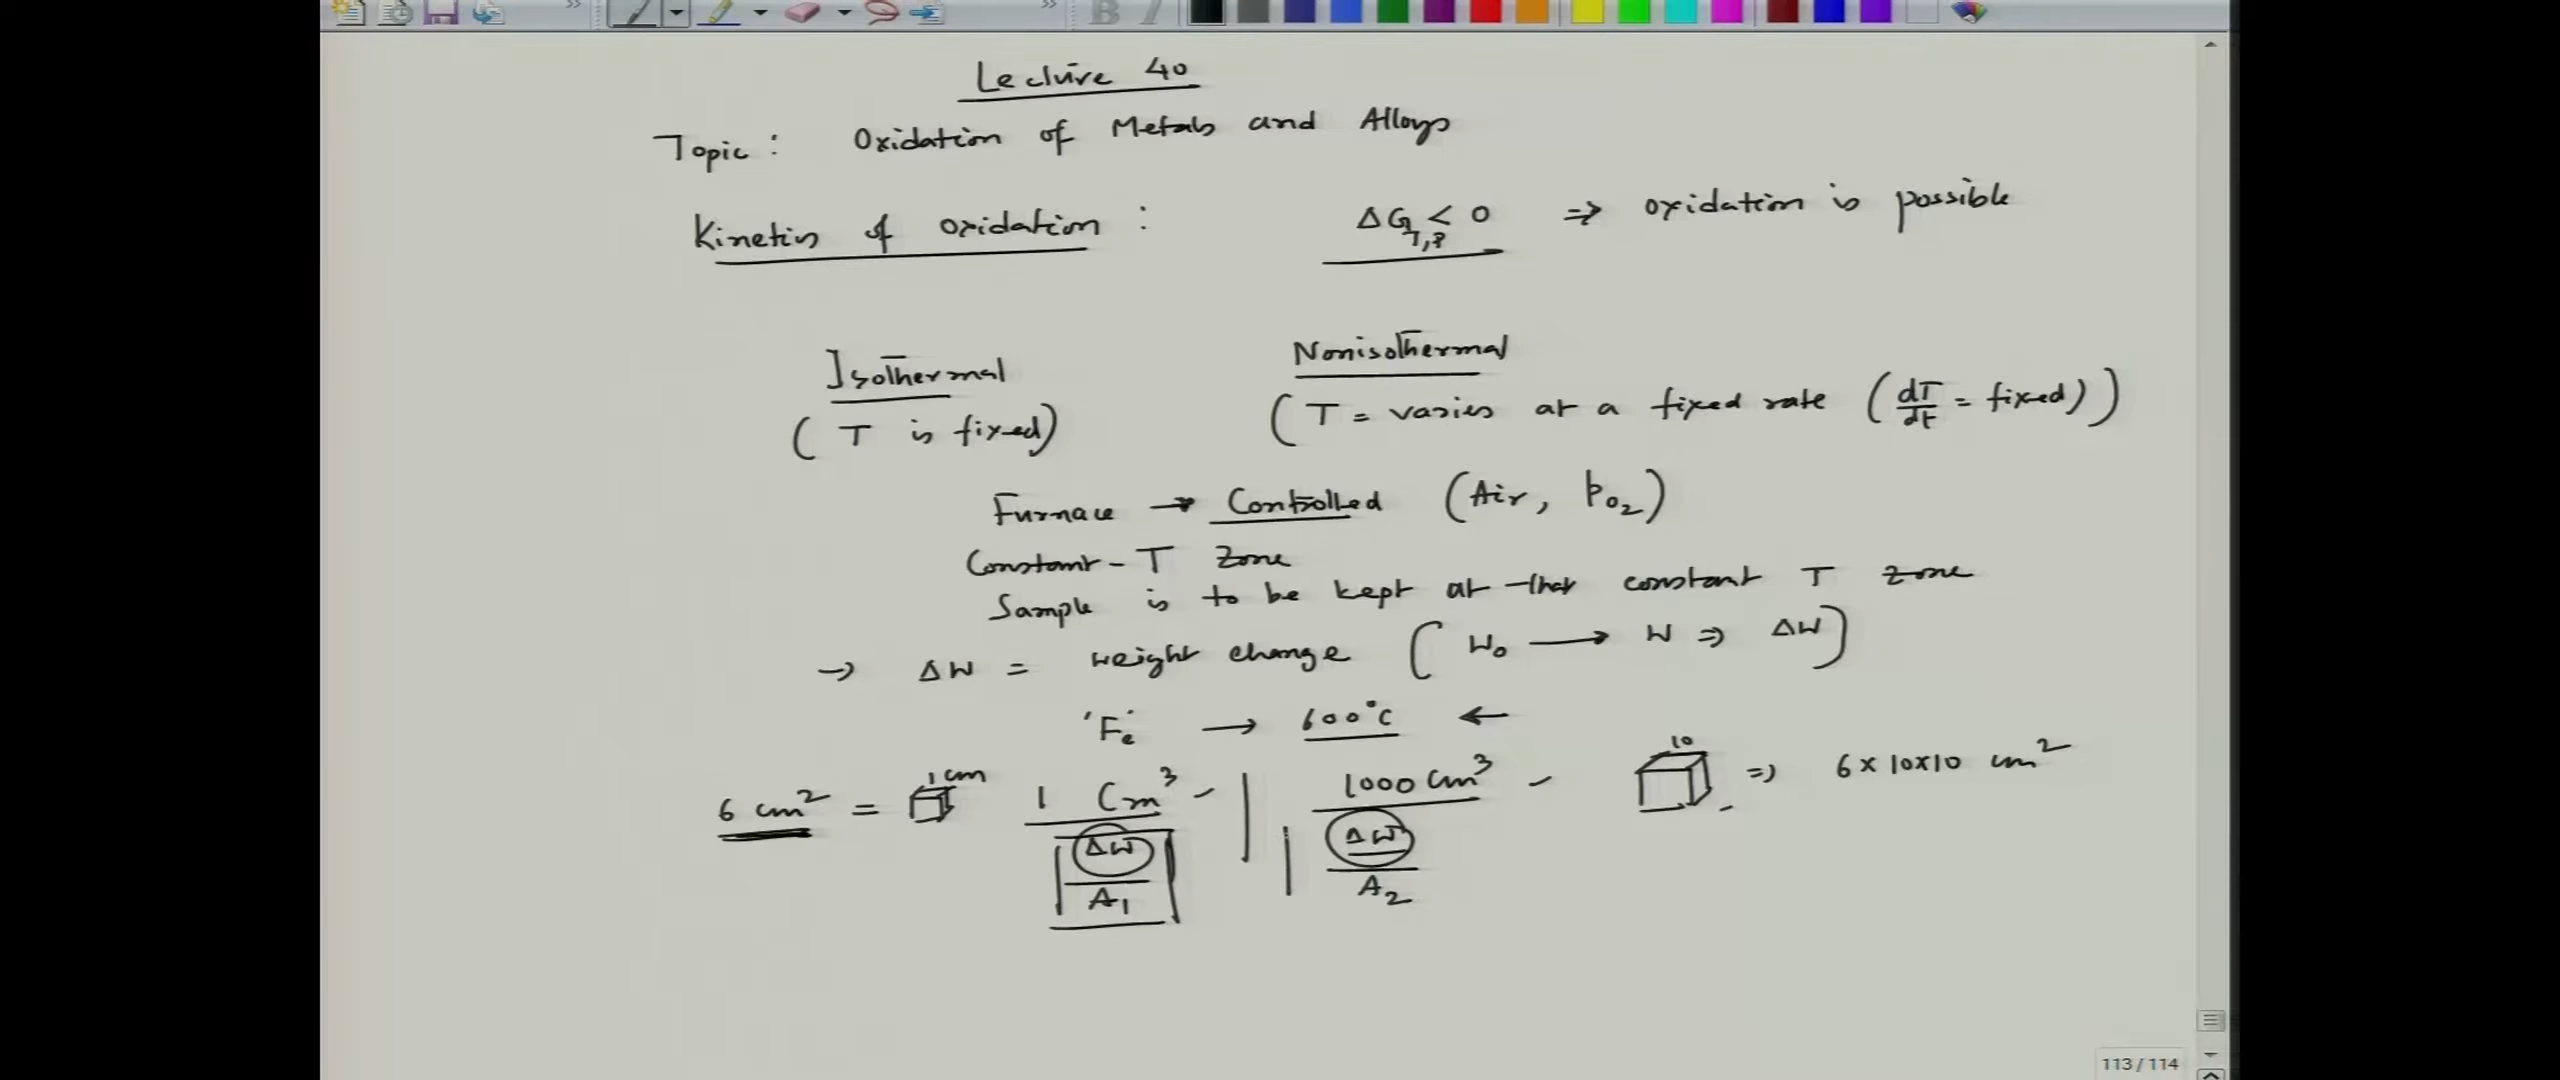 Lecture 40
Topic : Oxidation of Metals and Alloys
Kinetics of oxidation : ΔG_T,P < 0 ⇒ oxidation is possible
Isothermal Nonisothermal
( T is fixed) ( T = varies at a fixed rate (dT/dt = fixed))
Furnace → Controlled (Air, pO₂)
Constant - T zone
Sample is to be kept at that constant T zone
→ ΔW = weight change ( W₀ → W ⇒ ΔW)
'Fe' → 600°C ←
6 cm² = 1 cm 1 cm³ - 1000 cm³ - 10 ⇒ 6 x 10x10 cm²
ΔW/A₁ ΔW/A₂
B I
113 / 114